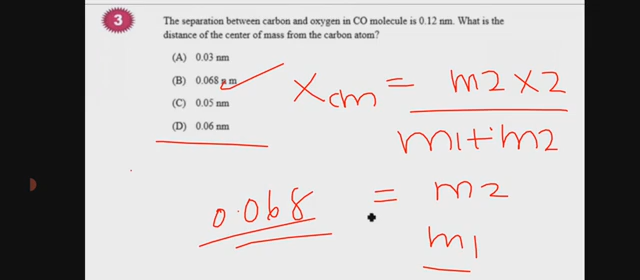 3
The separation between carbon and oxygen in CO molecule is 0.12 nm. What is the
distance of the center of mass from the carbon atom?
(A) 0.03 nm
(B) 0.068 n m
(C) 0.05 nm
(D) 0.06 nm
Xcm = m2 x 2
m1+m2
0.068 = m2
m1